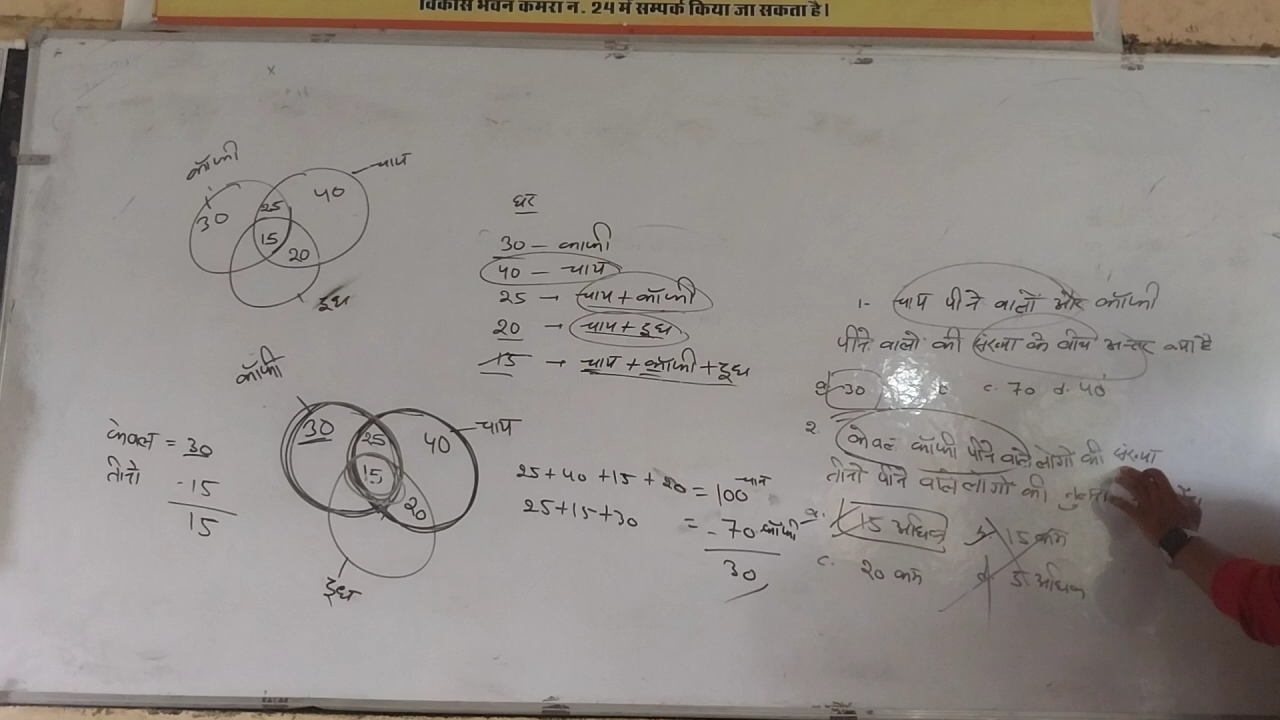 विकास भवन कमरा न. 24 में सम्पर्क किया जा सकता है।
x
कॉफी
चाय
30
25
40
15
20
दूध
घर
30 – काफी
40 – चाय
25 → चाय + कॉफी
20 → चाय + दूध
15 → चाय + कॉफी + दूध
कॉफी
चाय
30
25
40
15
20
दूध
केवल = 30
तीनो - 15
15
25 + 40 + 15 + 20 = 100 चाय
25 + 15 + 30 = - 70 कॉफी
30
1- चाय पीने वालों और कॉफी
पीने वालो की संख्या के बीच अन्तर क्या है
30 c. 70 d. 40
2. केवल कॉफी पीने वाले लोगो की संख्या
तीनो पीने वाले लोगो की
a. 15 अधिक 15 कम
c. 20 कम d. 5 अधिक